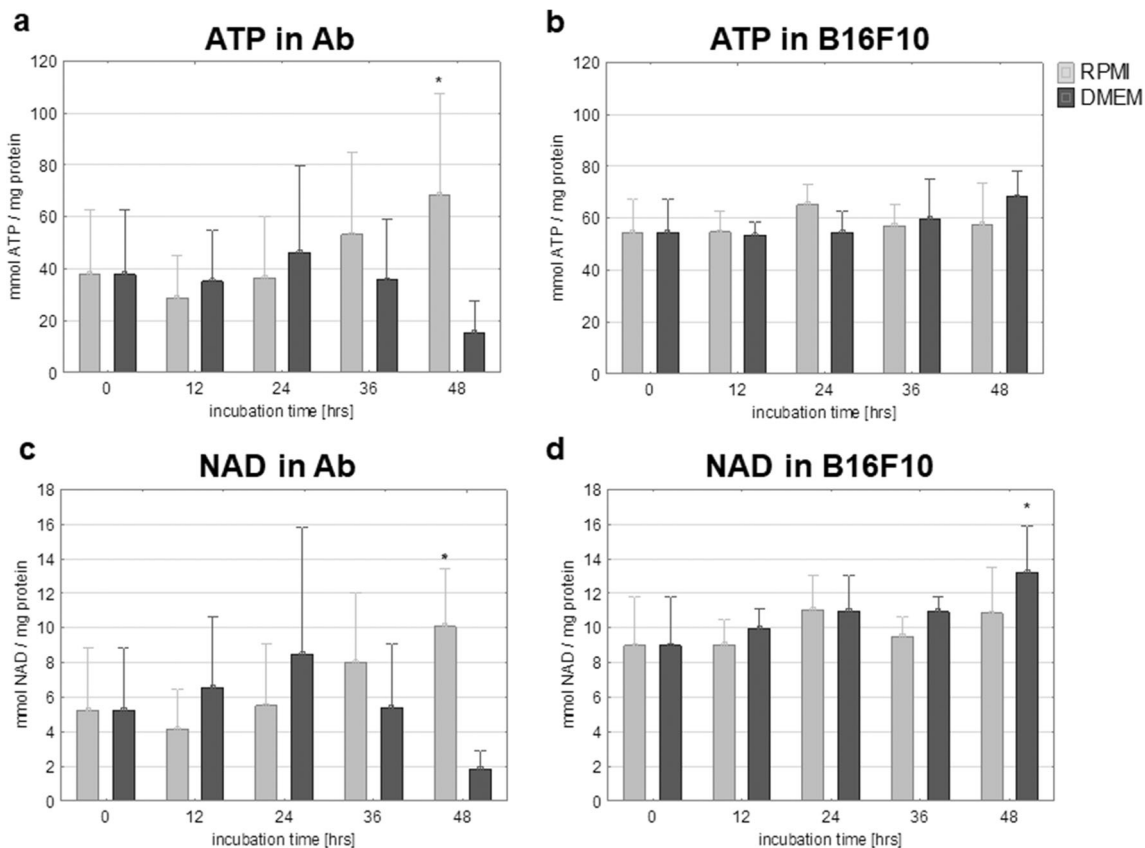 a
ATP in Ab
120
100
80
60
40
20
0
mmol ATP / mg protein
*
0 12 24 36 48
incubation time [hrs]
b
ATP in B16F10
120
100
80
60
40
20
0
mmol ATP / mg protein
0 12 24 36 48
incubation time [hrs]
RPMI
DMEM
c
NAD in Ab
18
16
14
12
10
8
6
4
2
0
mmol NAD / mg protein
*
0 12 24 36 48
incubation time [hrs]
d
NAD in B16F10
18
16
14
12
10
8
6
4
2
0
mmol NAD / mg protein
*
0 12 24 36 48
incubation time [hrs]